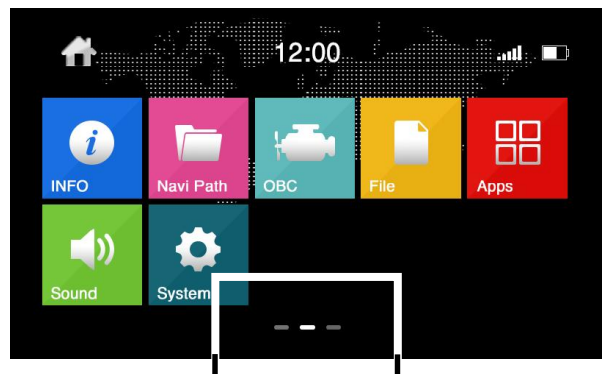 12:00
INFO
Navi Path
OBC
File
Apps
Sound
System